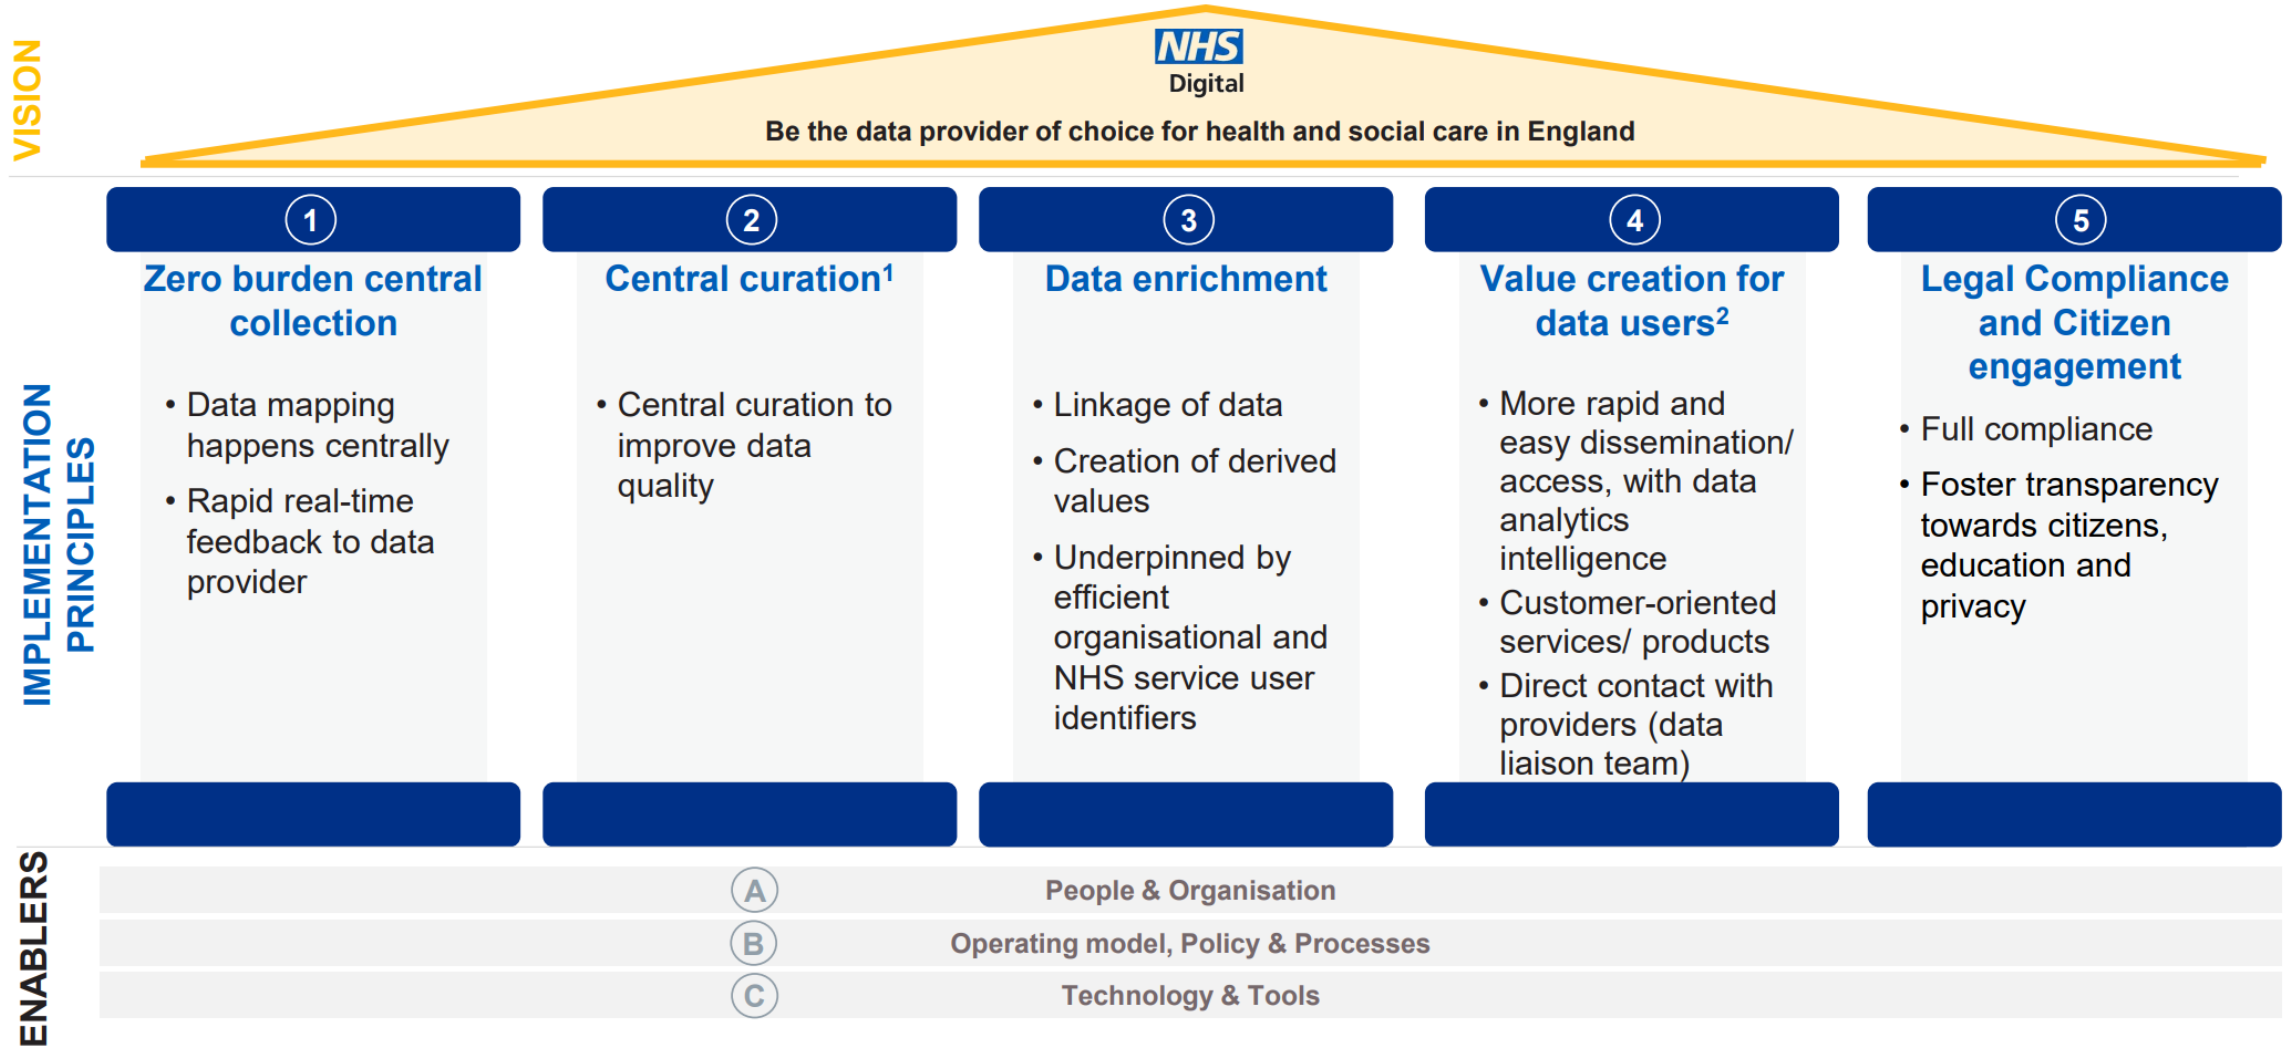 VISION
NHS
Digital
Be the data provider of choice for health and social care in England
IMPLEMENTATION
PRINCIPLES
1
Zero burden central
collection
• Data mapping
happens centrally
• Rapid real-time
feedback to data
provider
2
Central curation¹
• Central curation to
improve data
quality
3
Data enrichment
• Linkage of data
• Creation of derived
values
• Underpinned by
efficient
organisational and
NHS service user
identifiers
4
Value creation for
data users²
• More rapid and
easy dissemination/
access, with data
analytics
intelligence
• Customer-oriented
services/ products
• Direct contact with
providers (data
liaison team)
5
Legal Compliance
and Citizen
engagement
• Full compliance
• Foster transparency
towards citizens,
education and
privacy
ENABLERS
A People & Organisation
B Operating model, Policy & Processes
C Technology & Tools